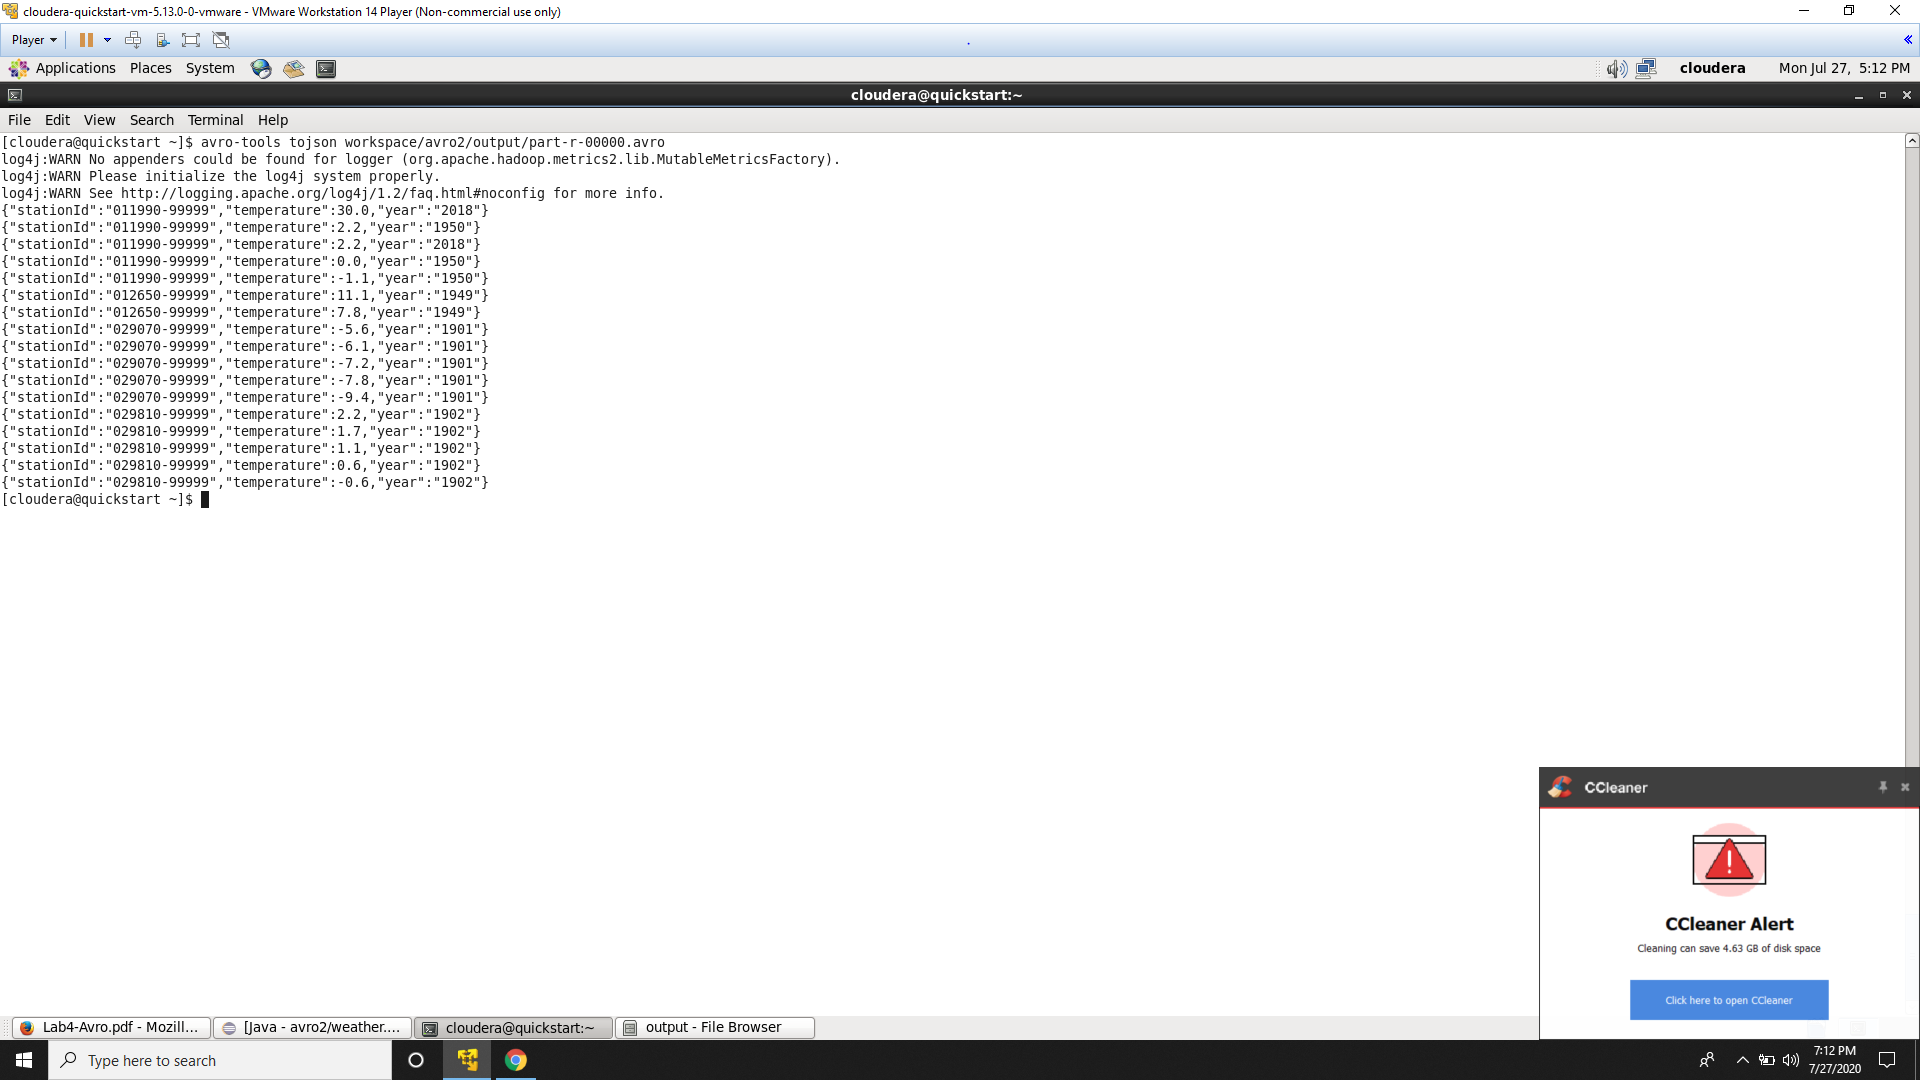 cloudera-quickstart-vm-5.13.0-0-vmware - VMware Workstation 14 Player (Non-commercial use only)
Player
Applications Places System
cloudera Mon Jul 27, 5:12 PM
cloudera@quickstart:~
File Edit View Search Terminal Help
[cloudera@quickstart ~]$ avro-tools tojson workspace/avro2/output/part-r-00000.avro
log4j:WARN No appenders could be found for logger (org.apache.hadoop.metrics2.lib.MutableMetricsFactory).
log4j:WARN Please initialize the log4j system properly.
log4j:WARN See http://logging.apache.org/log4j/1.2/faq.html#noconfig for more info.
{"stationId":"011990-99999","temperature":30.0,"year":"2018"}
{"stationId":"011990-99999","temperature":2.2,"year":"1950"}
{"stationId":"011990-99999","temperature":2.2,"year":"2018"}
{"stationId":"011990-99999","temperature":0.0,"year":"1950"}
{"stationId":"011990-99999","temperature":-1.1,"year":"1950"}
{"stationId":"012650-99999","temperature":11.1,"year":"1949"}
{"stationId":"012650-99999","temperature":7.8,"year":"1949"}
{"stationId":"029070-99999","temperature":-5.6,"year":"1901"}
{"stationId":"029070-99999","temperature":-6.1,"year":"1901"}
{"stationId":"029070-99999","temperature":-7.2,"year":"1901"}
{"stationId":"029070-99999","temperature":-7.8,"year":"1901"}
{"stationId":"029070-99999","temperature":-9.4,"year":"1901"}
{"stationId":"029810-99999","temperature":2.2,"year":"1902"}
{"stationId":"029810-99999","temperature":1.7,"year":"1902"}
{"stationId":"029810-99999","temperature":1.1,"year":"1902"}
{"stationId":"029810-99999","temperature":0.6,"year":"1902"}
{"stationId":"029810-99999","temperature":-0.6,"year":"1902"}
[cloudera@quickstart ~]$
CCleaner
CCleaner Alert
Cleaning can save 4.63 GB of disk space
Click here to open CCleaner
Lab4-Avro.pdf - Mozill... [Java - avro2/weather.... cloudera@quickstart:~ output - File Browser
Type here to search
7:12 PM
7/27/2020